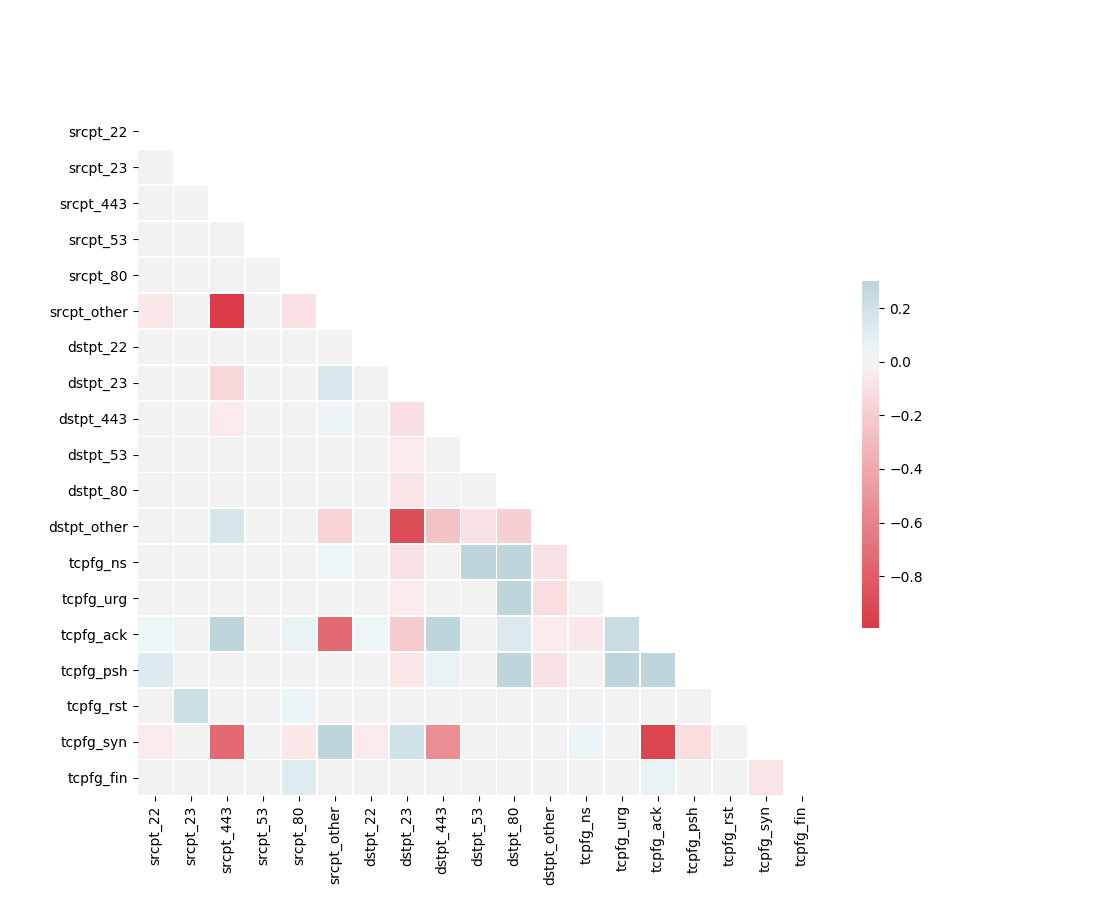 srcpt_22
srcpt_23
srcpt_443
srcpt_53
srcpt_80
srcpt_other
dstpt_22
dstpt_23
dstpt_443
dstpt_53
dstpt_80
dstpt_other
tcpfg_ns
tcpfg_urg
tcpfg_ack
tcpfg_psh
tcpfg_rst
tcpfg_syn
tcpfg_fin
srcpt_22
srcpt_23
srcpt_443
srcpt_53
srcpt_80
srcpt_other
dstpt_22
dstpt_23
dstpt_443
dstpt_53
dstpt_80
dstpt_other
tcpfg_ns
tcpfg_urg
tcpfg_ack
tcpfg_psh
tcpfg_rst
tcpfg_syn
tcpfg_fin
0.2
0.0
−0.2
−0.4
−0.6
−0.8